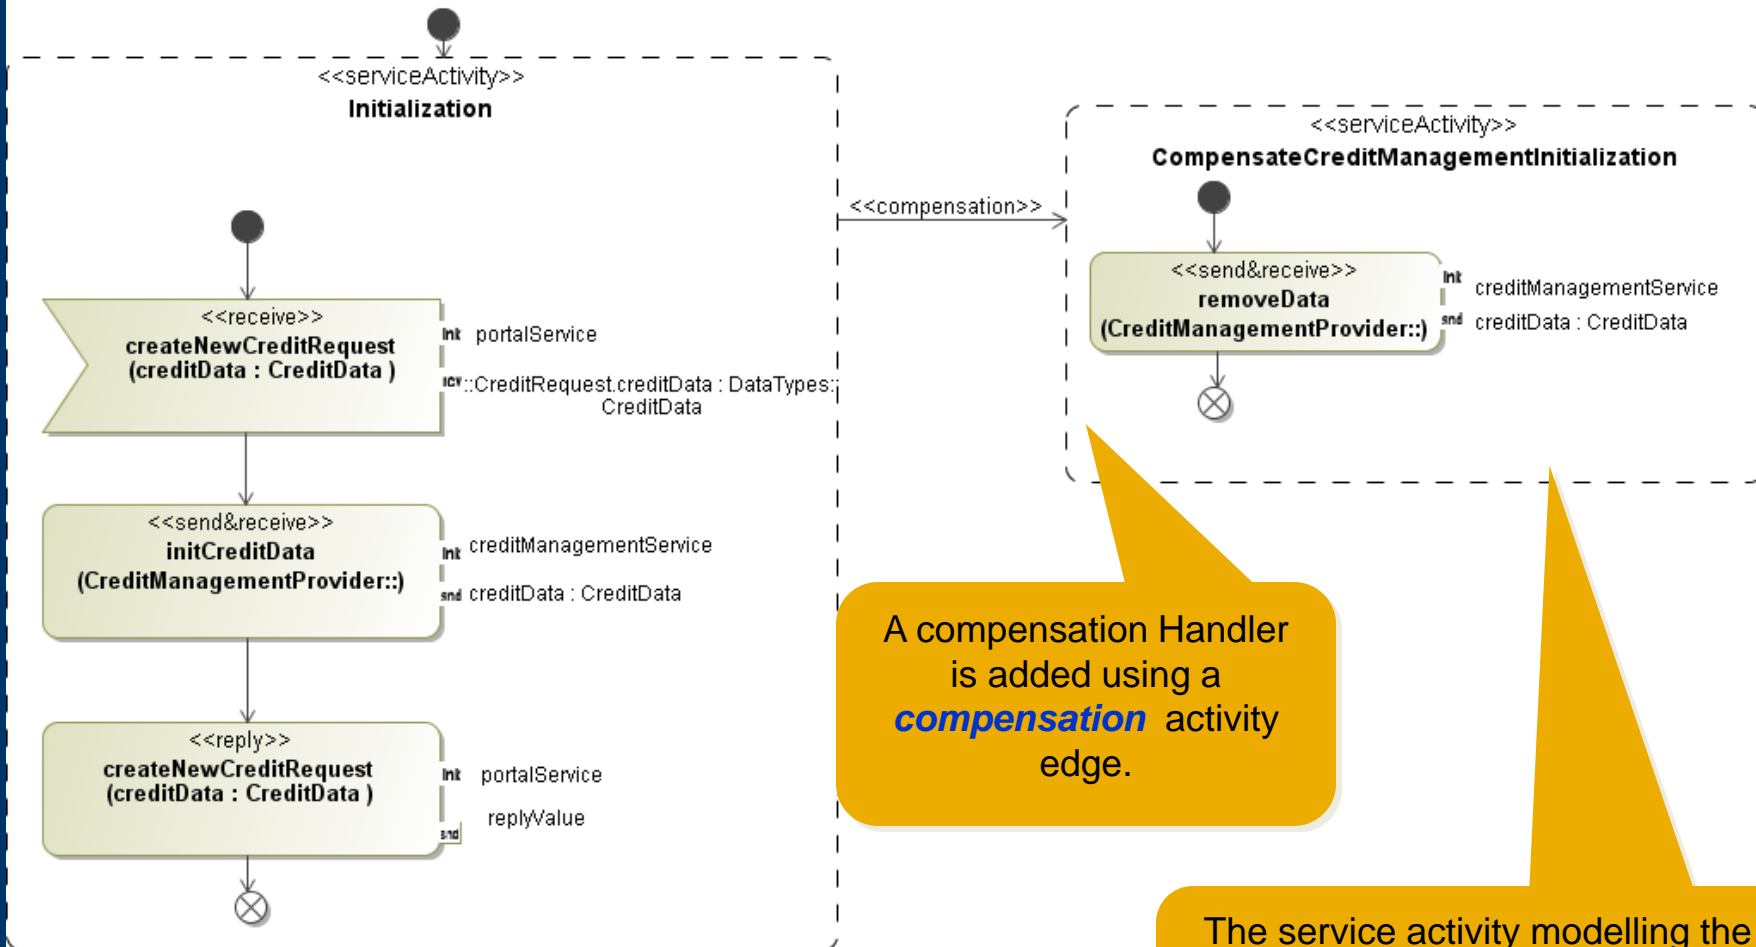 <<serviceActivity>>
Initialization
<<receive>>
createNewCreditRequest
(creditData : CreditData )
int portalService
rcv ::CreditRequest.creditData : DataTypes::
CreditData
<<send&receive>>
initCreditData
(CreditManagementProvider::)
int creditManagementService
snd creditData : CreditData
<<reply>>
createNewCreditRequest
(creditData : CreditData )
int portalService
snd replyValue
<<compensation>>
<<serviceActivity>>
CompensateCreditManagementInitialization
<<send&receive>>
removeData
(CreditManagementProvider::)
int creditManagementService
snd creditData : CreditData
A compensation Handler
is added using a
compensation activity
edge.
The service activity modelling the